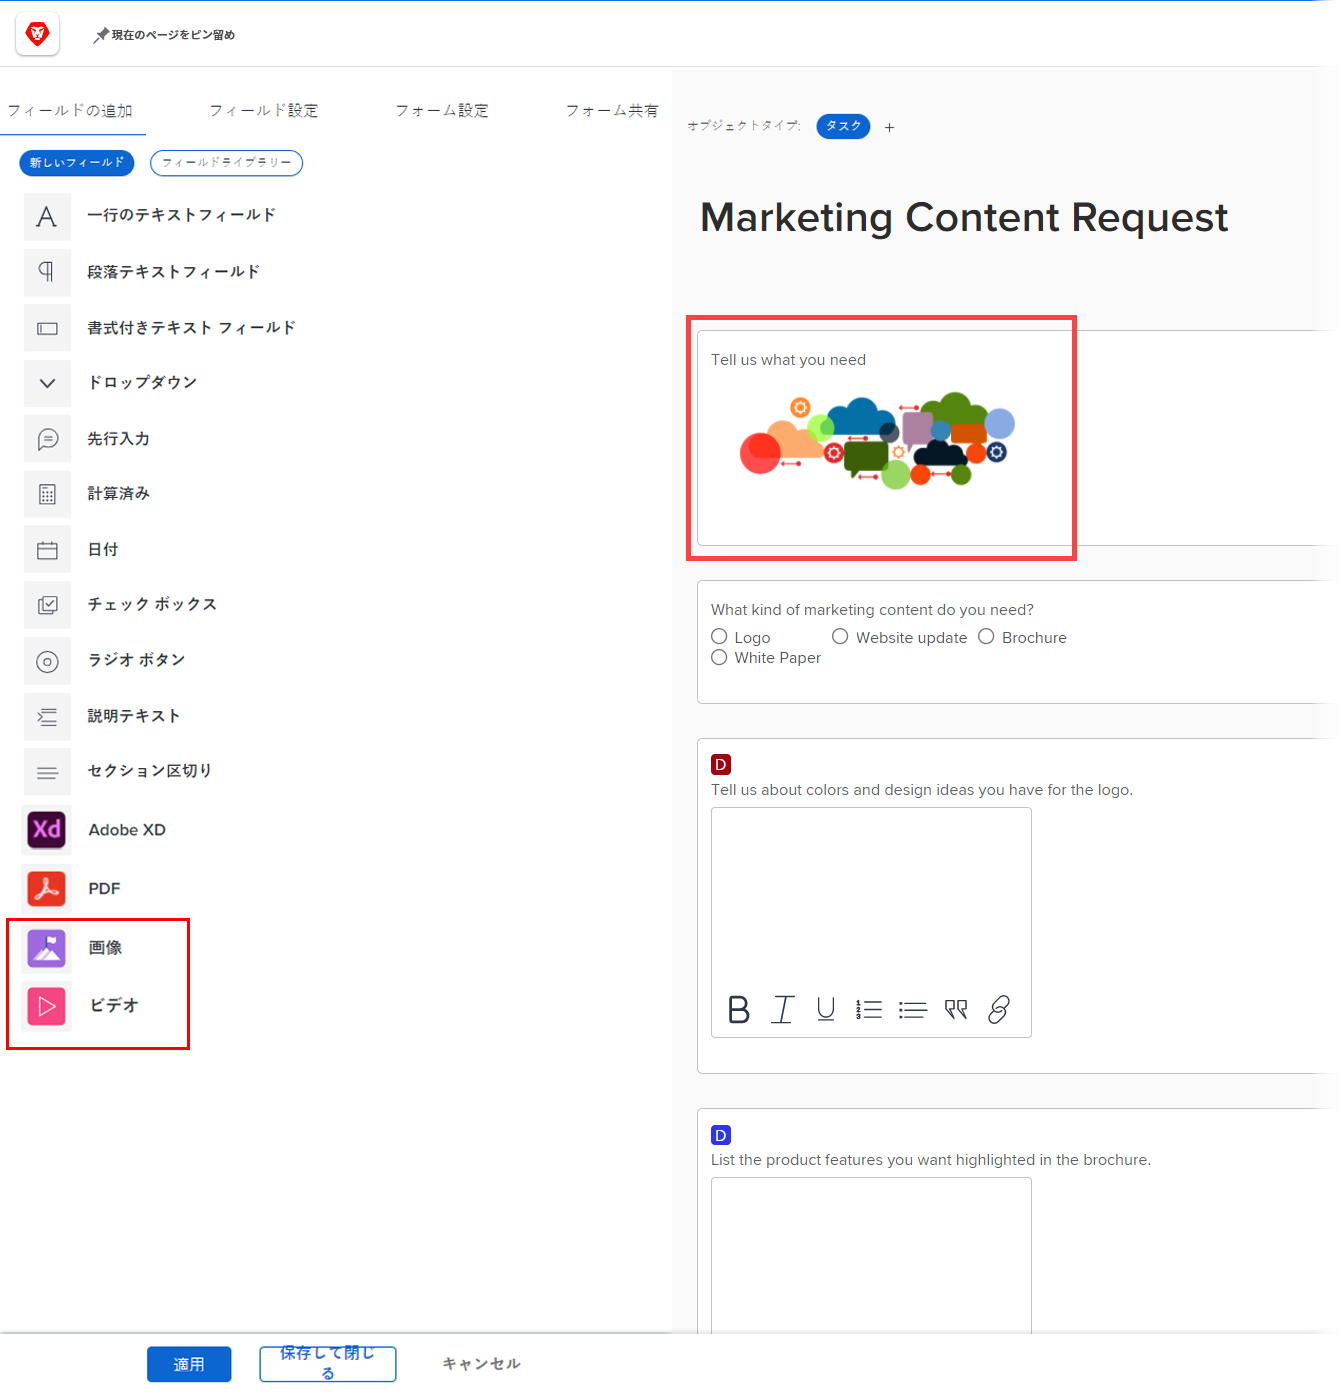 現在のページをピン留め
フィールドの追加
フィールド設定
フォーム設定
フォーム共有
新しいフィールド
フィールドライブラリー
一行のテキストフィールド
段落テキストフィールド
書式付きテキスト フィールド
ドロップダウン
先行入力
計算済み
日付
チェック ボックス
ラジオ ボタン
説明テキスト
セクション区切り
Xd
Adobe XD
PDF
画像
ビデオ
オブジェクトタイプ:
タスク
+
Marketing Content Request
Tell us what you need
What kind of marketing content do you need?
Logo
Website update
Brochure
White Paper
D
Tell us about colors and design ideas you have for the logo.
D
List the product features you want highlighted in the brochure.
適用
保存して閉じ
る
キャンセル